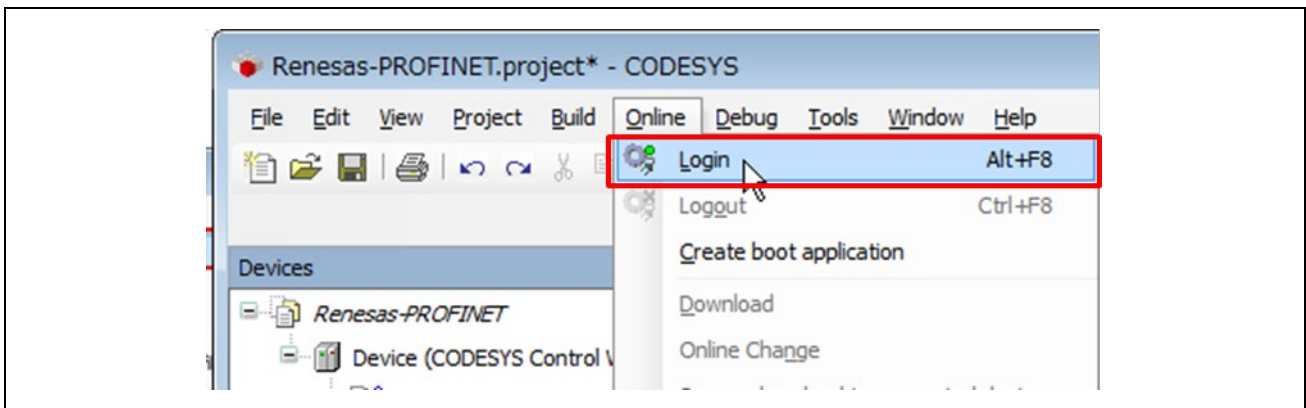 Renesas-PROFINET.project* - CODESYS
File Edit View Project Build Online Debug Tools Window Help
Login Alt+F8
Logout Ctrl+F8
Create boot application
Devices
Download
Renesas-PROFINET
Online Change
Device (CODESYS Control